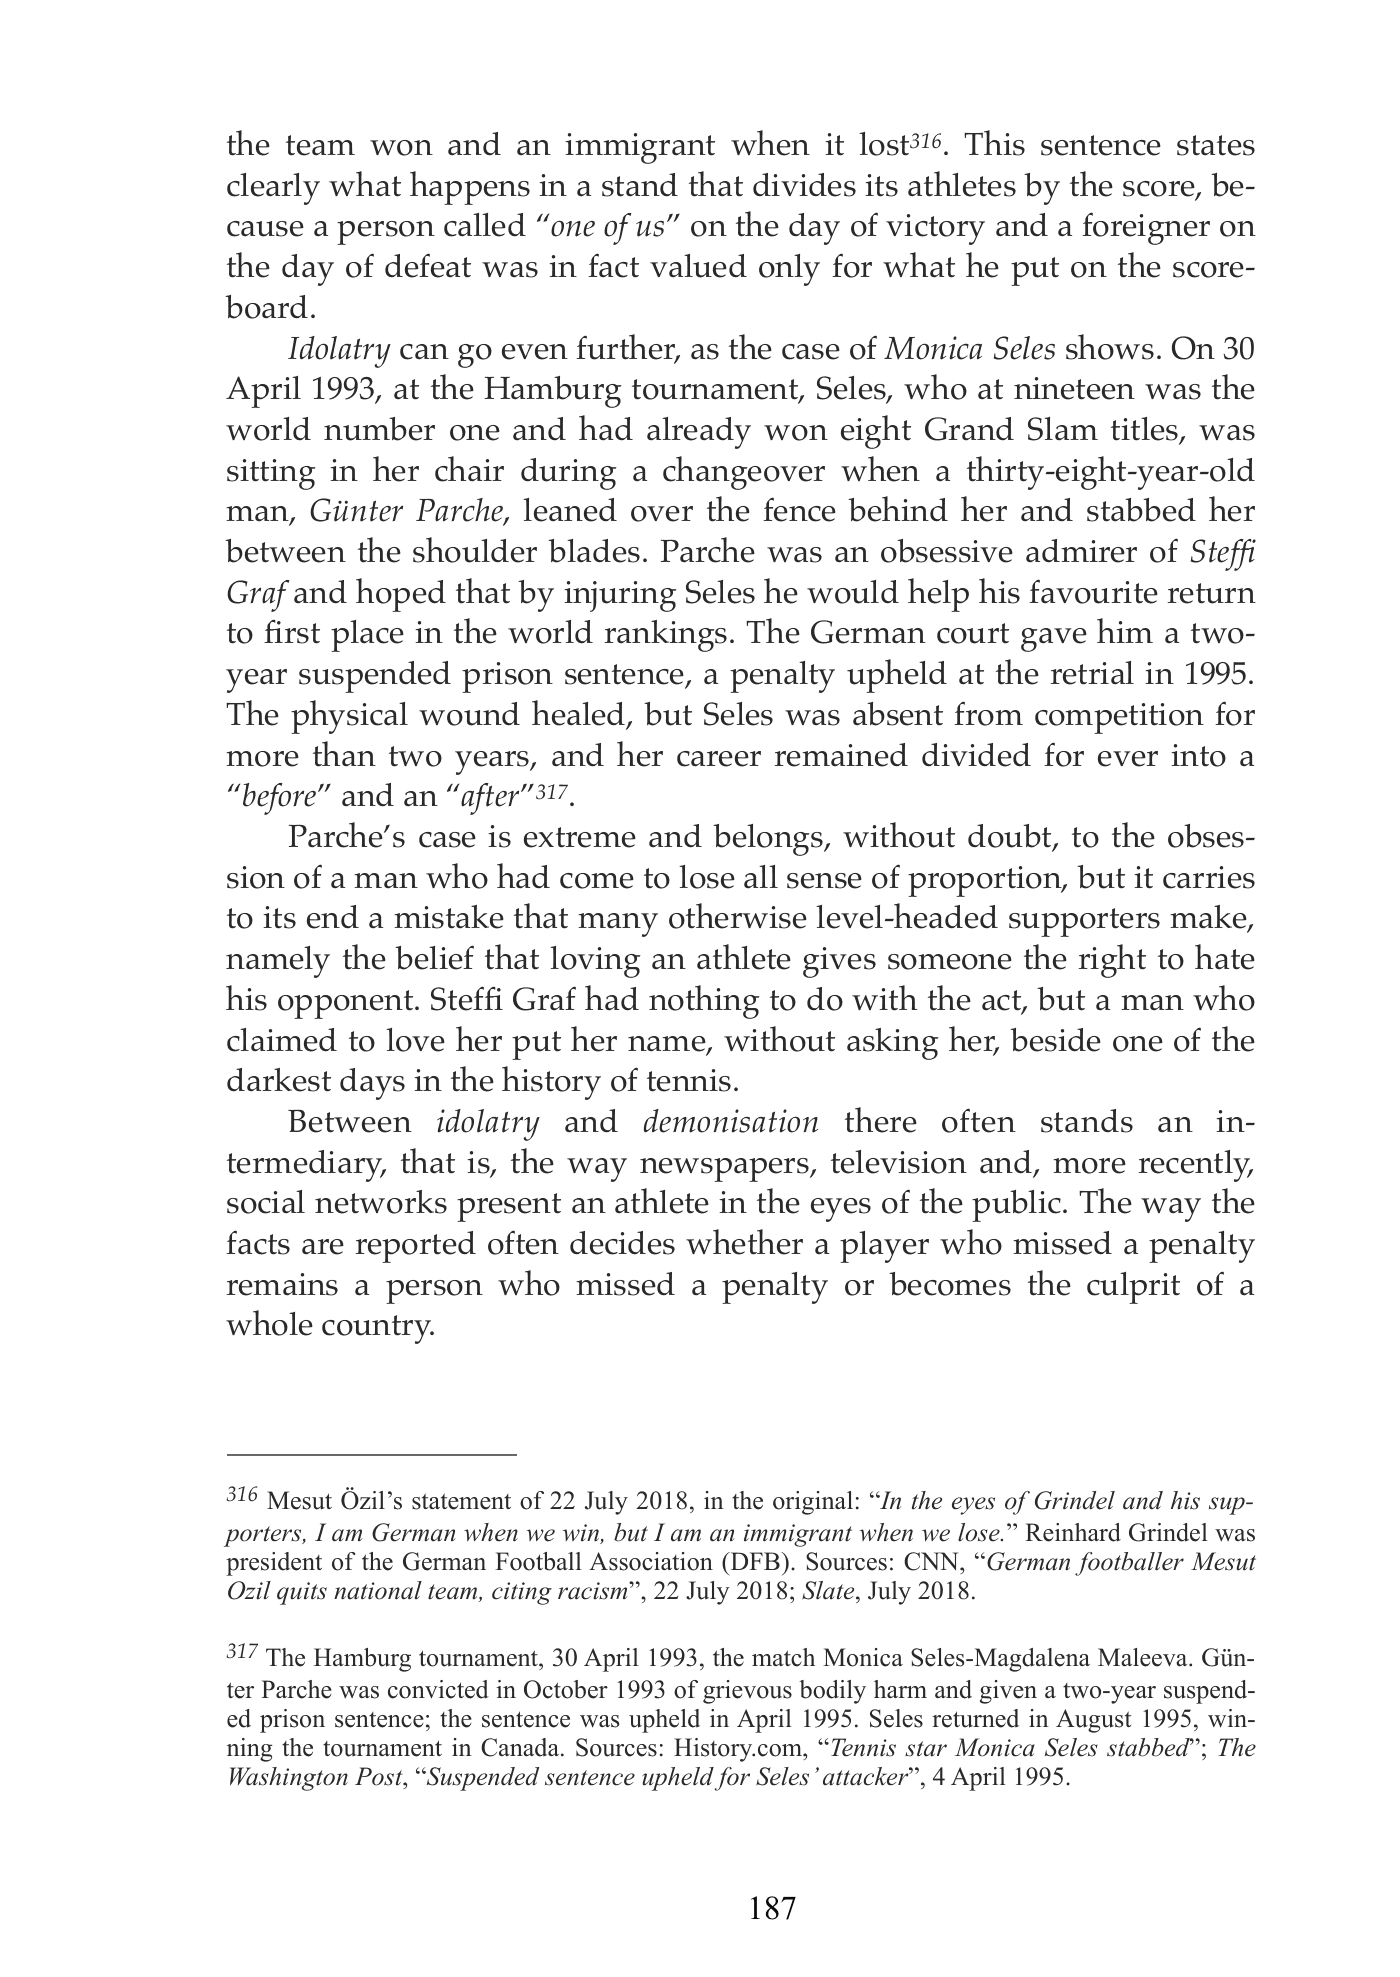 the team won and an immigrant when it lost316. This sentence states
clearly what happens in a stand that divides its athletes by the score, be-
cause a person called “one of us” on the day of victory and a foreigner on
the day of defeat was in fact valued only for what he put on the score-
board.
Idolatry can go even further, as the case of Monica Seles shows. On 30
April 1993, at the Hamburg tournament, Seles, who at nineteen was the
world number one and had already won eight Grand Slam titles, was
sitting in her chair during a changeover when a thirty-eight-year-old
man, Günter Parche, leaned over the fence behind her and stabbed her
between the shoulder blades. Parche was an obsessive admirer of Steffi
Graf and hoped that by injuring Seles he would help his favourite return
to first place in the world rankings. The German court gave him a two-
year suspended prison sentence, a penalty upheld at the retrial in 1995.
The physical wound healed, but Seles was absent from competition for
more than two years, and her career remained divided for ever into a
“before” and an “after”317.
Parche’s case is extreme and belongs, without doubt, to the obses-
sion of a man who had come to lose all sense of proportion, but it carries
to its end a mistake that many otherwise level-headed supporters make,
namely the belief that loving an athlete gives someone the right to hate
his opponent. Steffi Graf had nothing to do with the act, but a man who
claimed to love her put her name, without asking her, beside one of the
darkest days in the history of tennis.
Between idolatry and demonisation there often stands an in-
termediary, that is, the way newspapers, television and, more recently,
social networks present an athlete in the eyes of the public. The way the
facts are reported often decides whether a player who missed a penalty
remains a person who missed a penalty or becomes the culprit of a
whole country.
316 Mesut Özil’s statement of 22 July 2018, in the original: “In the eyes of Grindel and his sup-
porters, I am German when we win, but I am an immigrant when we lose.” Reinhard Grindel was
president of the German Football Association (DFB). Sources: CNN, “German footballer Mesut
Ozil quits national team, citing racism”, 22 July 2018; Slate, July 2018.
317 The Hamburg tournament, 30 April 1993, the match Monica Seles-Magdalena Maleeva. Gün-
ter Parche was convicted in October 1993 of grievous bodily harm and given a two-year suspend-
ed prison sentence; the sentence was upheld in April 1995. Seles returned in August 1995, win-
ning the tournament in Canada. Sources: History.com, “Tennis star Monica Seles stabbed”; The
Washington Post, “Suspended sentence upheld for Seles’ attacker”, 4 April 1995.
187